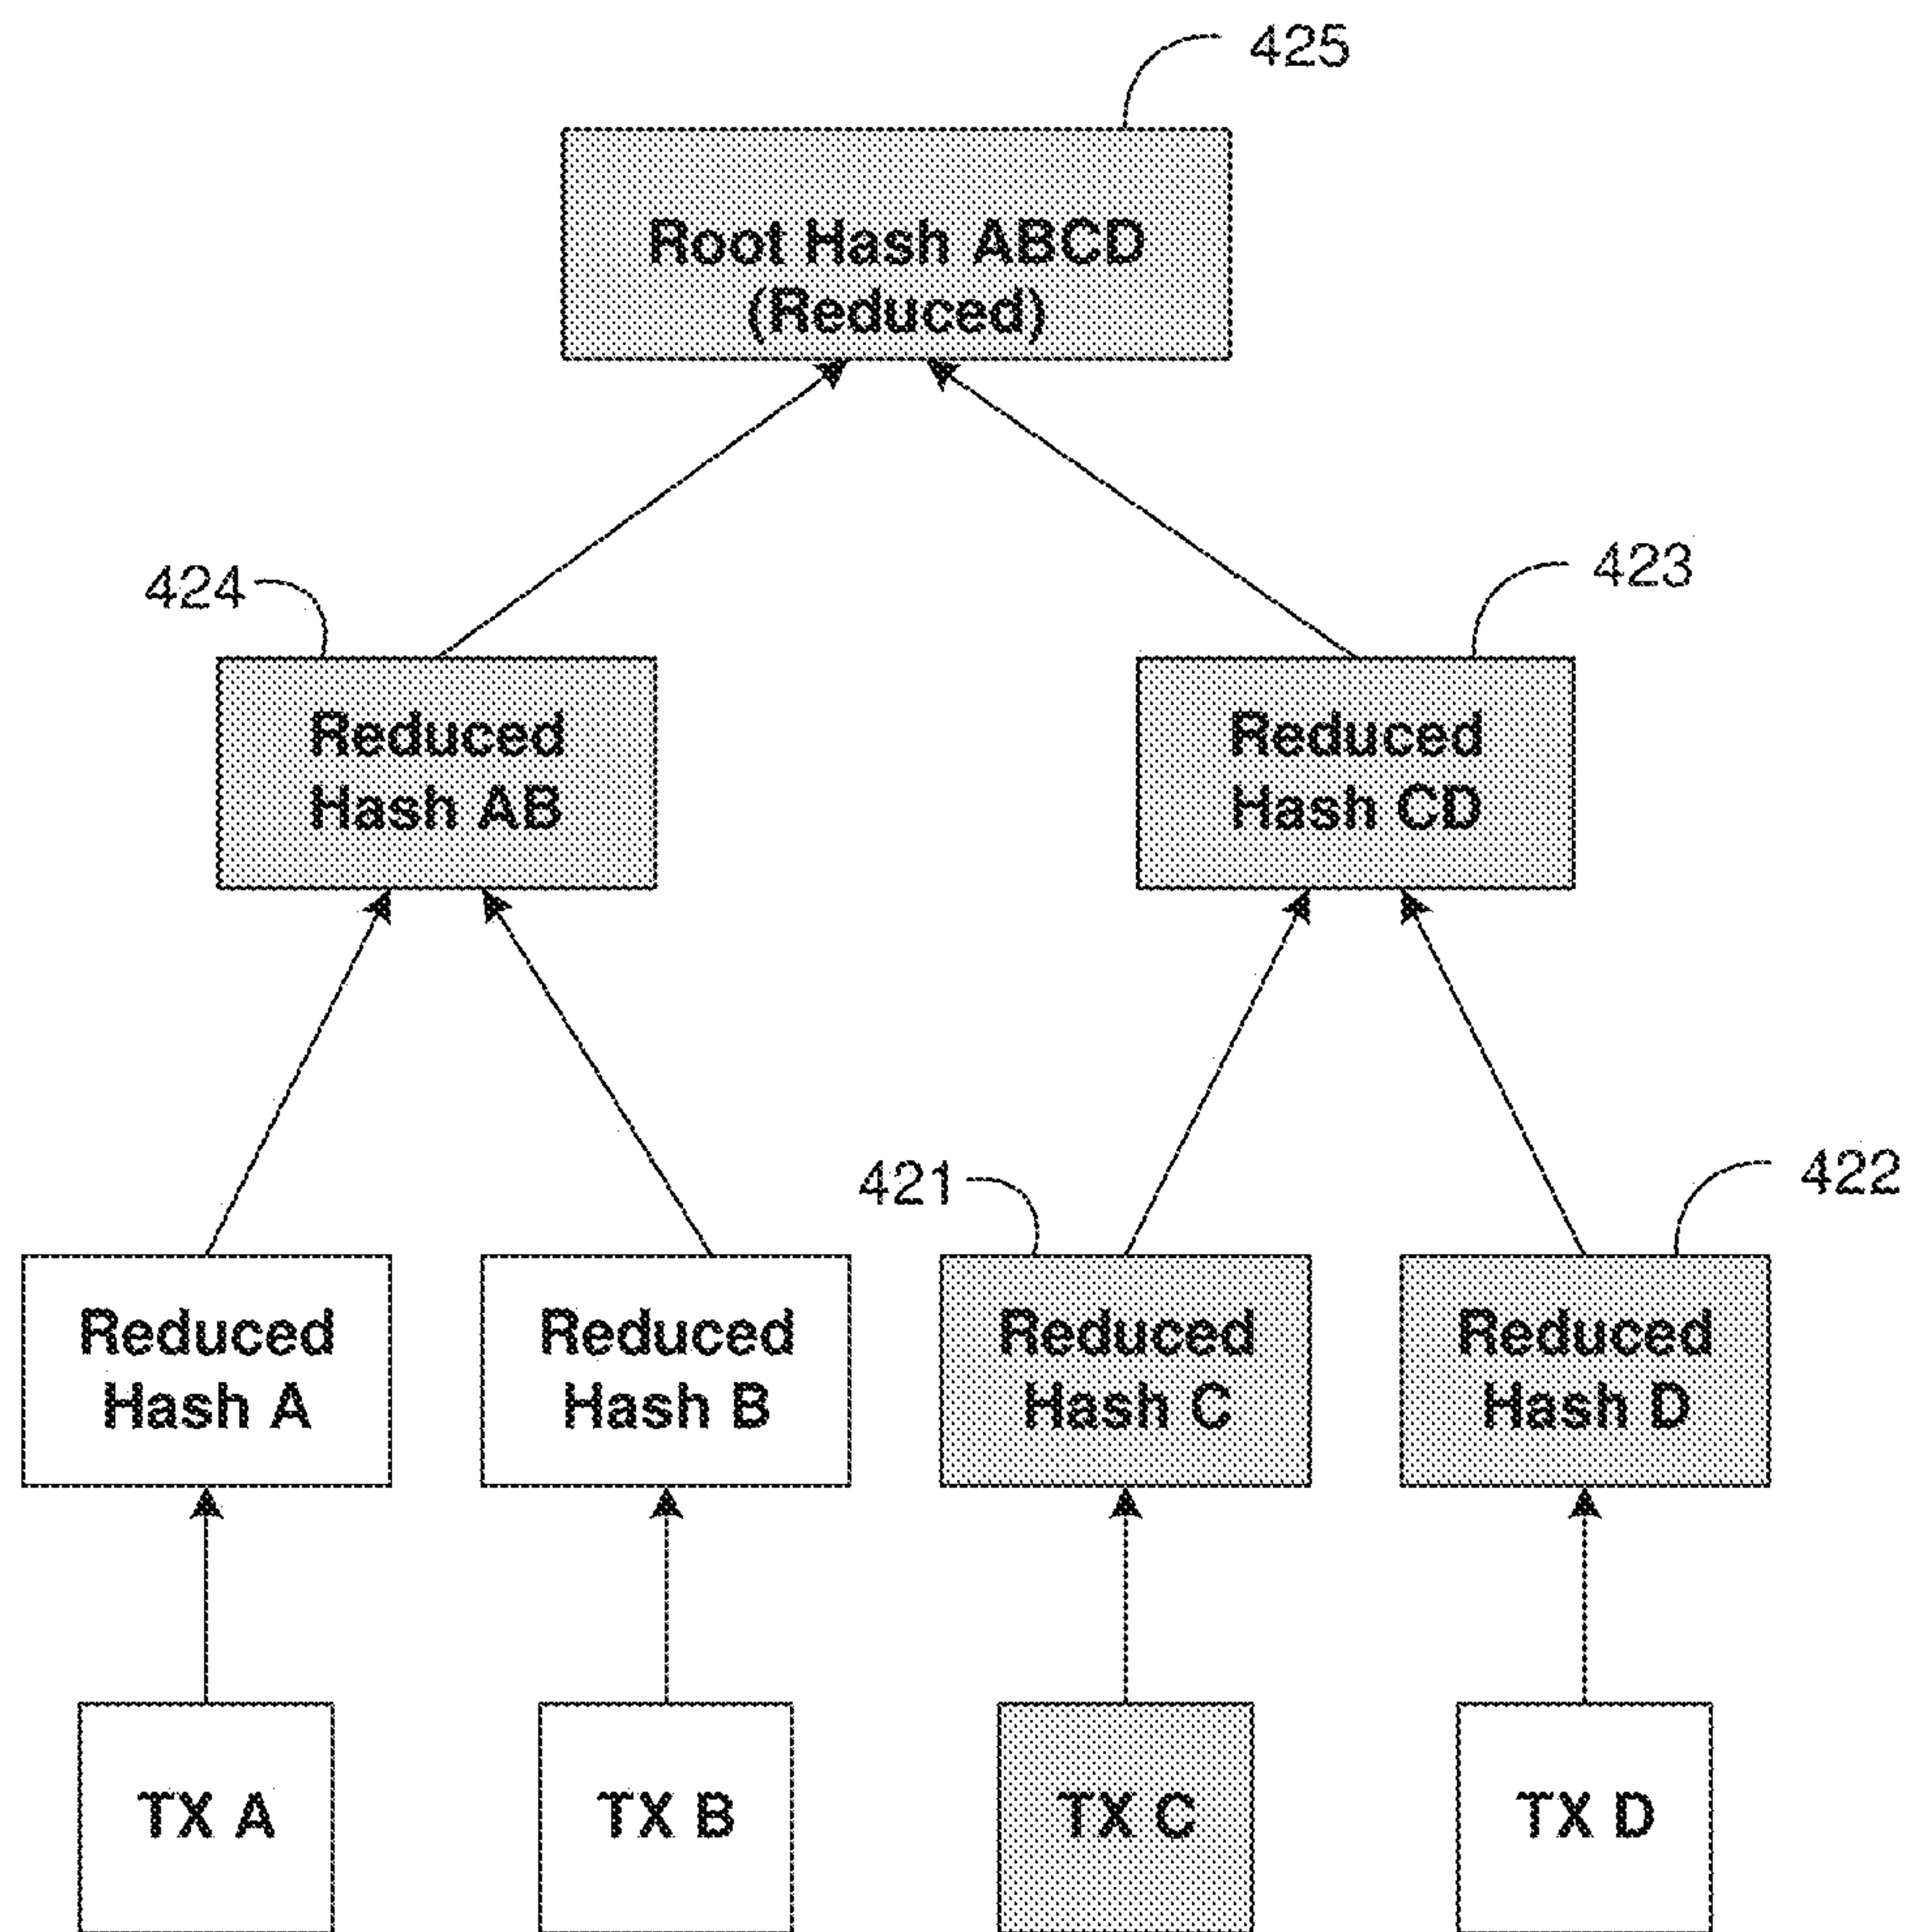 425
Root Hash ABCD
(Reduced)
424
423
Reduced
Hash AB
Reduced
Hash CD
421
422
Reduced
Hash A
Reduced
Hash B
Reduced
Hash C
Reduced
Hash D
TX A
TX B
TX C
TX D